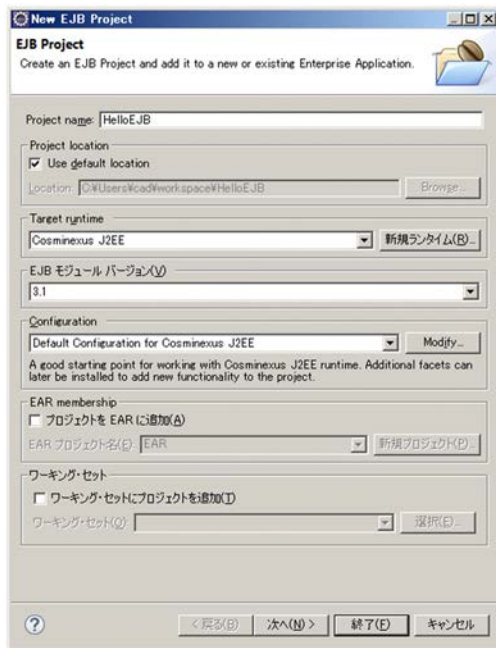 New EJB Project
EJB Project
Create an EJB Project and add it to a new or existing Enterprise Application.
Project name: HelloEJB
Project location
Use default location
Location: C:¥Users¥cad¥workspace¥HelloEJB Browse...
Target runtime
Cosminexus J2EE 新規ランタイム(R)...
EJB モジュール バージョン(V)
3.1
Configuration
Default Configuration for Cosminexus J2EE Modify...
A good starting point for working with Cosminexus J2EE runtime. Additional facets can
later be installed to add new functionality to the project.
EAR membership
プロジェクトを EAR に追加(A)
EAR プロジェクト名(E): EAR 新規プロジェクト(P)...
ワーキング・セット
ワーキング・セットにプロジェクトを追加(T)
ワーキング・セット(O): 選択(E)...
? < 戻る(B) 次へ(N) > 終了(F) キャンセル